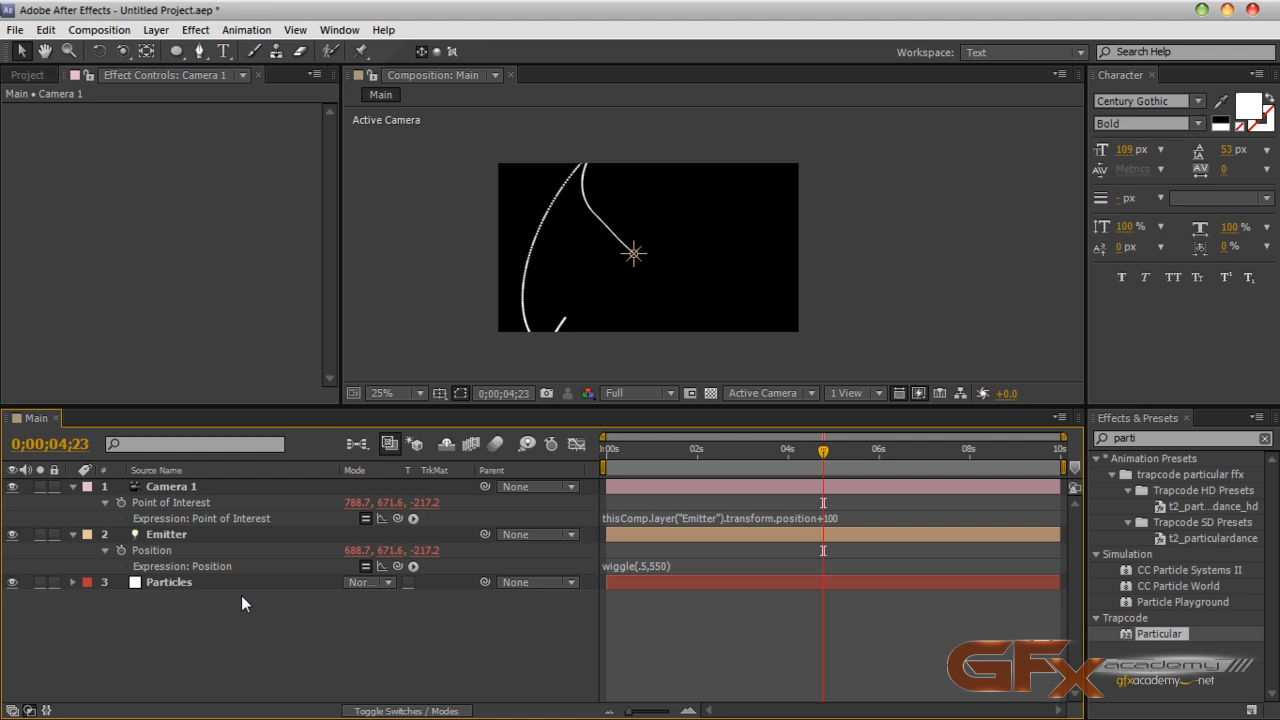 Adobe After Effects - Untitled Project.aep *
File Edit Composition Layer Effect Animation View Window Help
Workspace: Text Search Help
Project Effect Controls: Camera 1 Composition: Main Character
Main • Camera 1
Main
Active Camera
Century Gothic
Bold
109 px 53 px
Metrics 0
- px
100 % 100 %
0 px 0 %
T T TT Tt T¹ T₁
25% 0;00;04;23 Full Active Camera 1 View +0.0
Main Effects & Presets
0;00;04;23 parti
0:00s 02s 04s 06s 08s 10s
# Source Name Mode T TrkMat Parent
1 Camera 1 None
Point of Interest 788.7, 671.6, -217.2
Expression: Point of Interest thisComp.layer("Emitter").transform.position+100
2 Emitter None
Position 688.7, 671.6, -217.2
Expression: Position wiggle(.5,550)
3 Particles Nor... None
* Animation Presets
trapcode particular ffx
Trapcode HD Presets
t2_part...dance_hd
Trapcode SD Presets
t2_particulardance
Simulation
CC Particle Systems II
CC Particle World
Particle Playground
Trapcode
Particular
GFx academy
gfxacademy.net
Toggle Switches / Modes